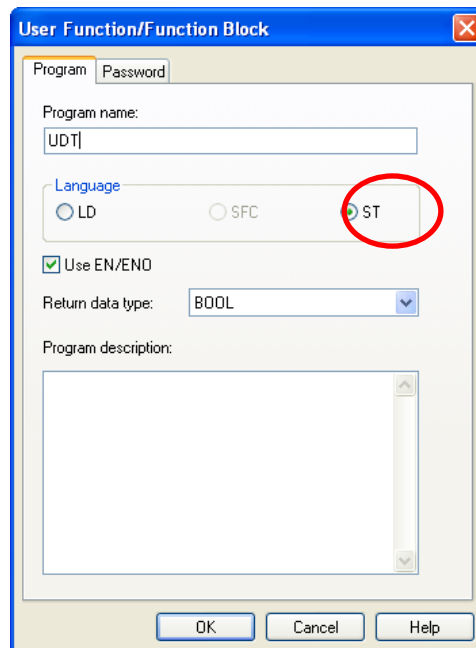 User Function/Function Block
Program Password
Program name:
UDT
Language
LD SFC ST
Use EN/ENO
Return data type: BOOL
Program description:
OK Cancel Help